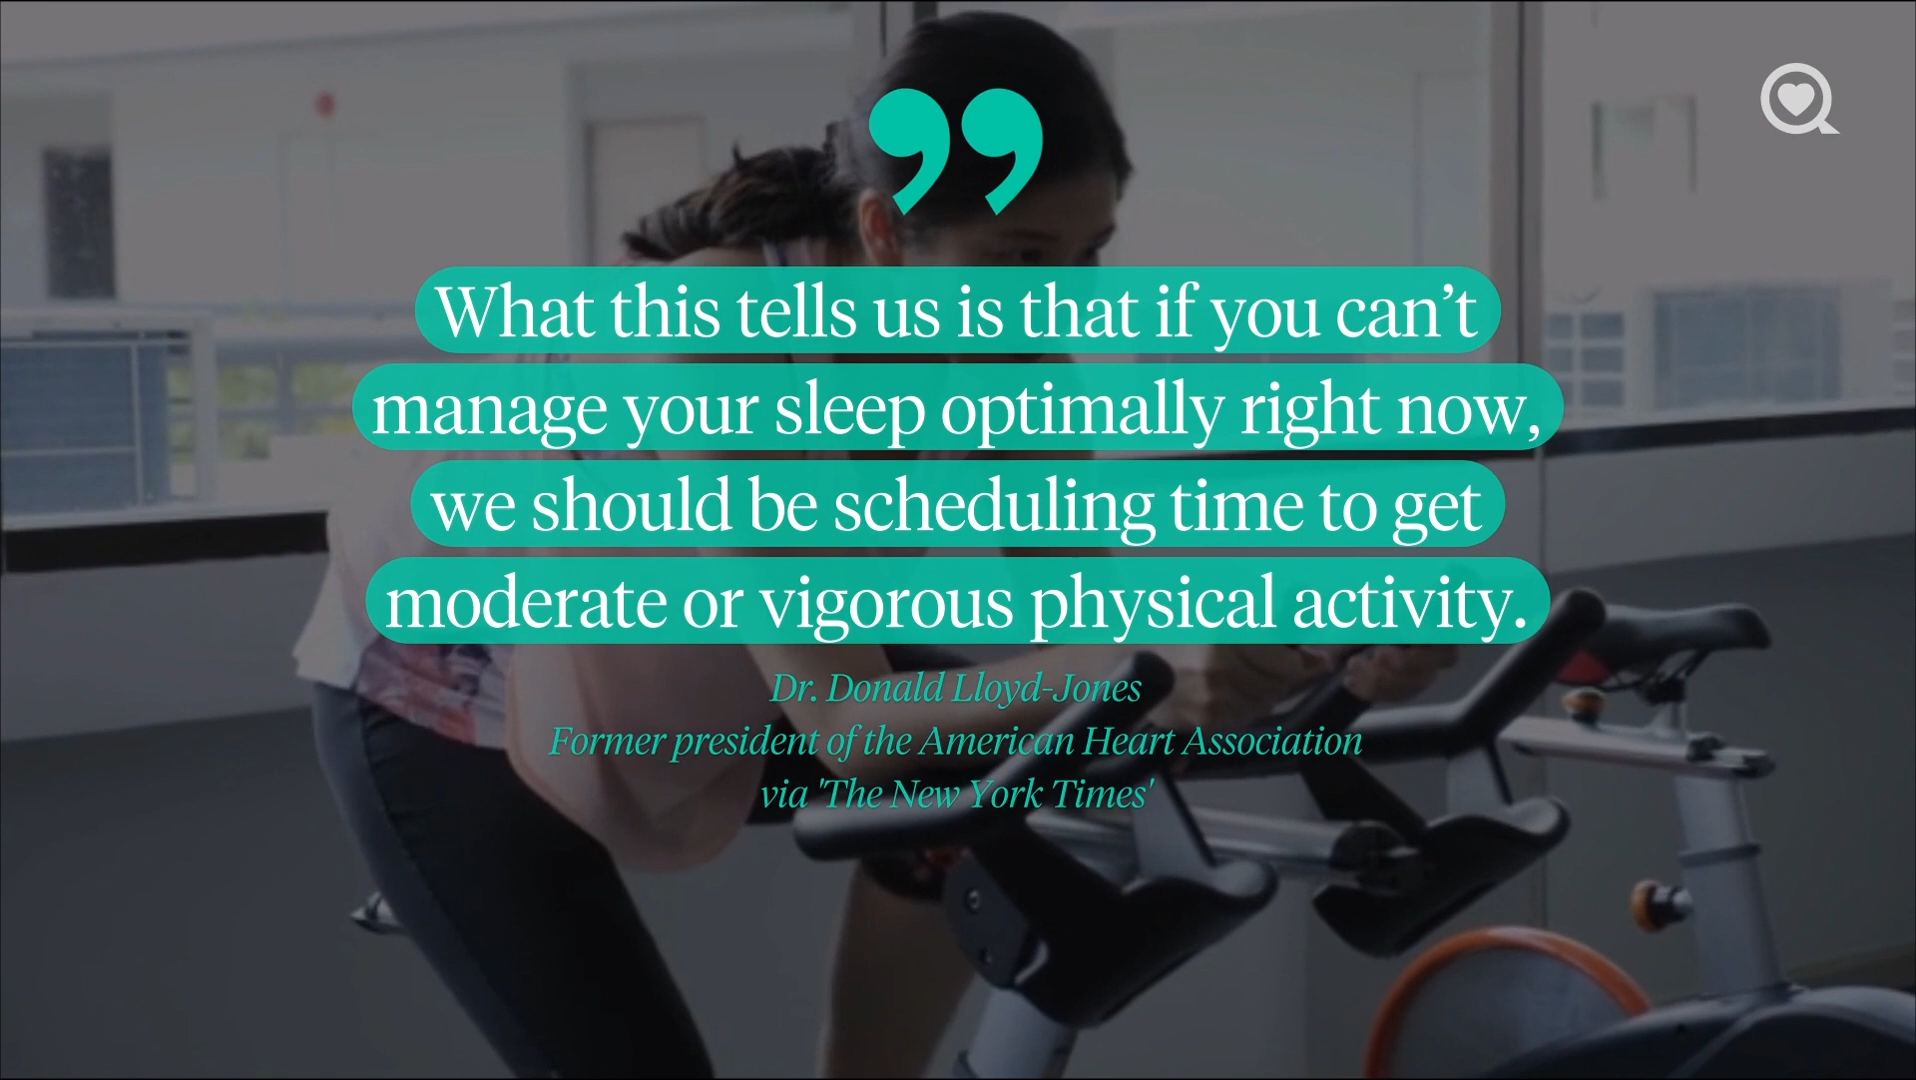 ”
What this tells us is that if you can’t
manage your sleep optimally right now,
we should be scheduling time to get
moderate or vigorous physical activity.
Dr. Donald Lloyd-Jones
Former president of the American Heart Association
via 'The New York Times'